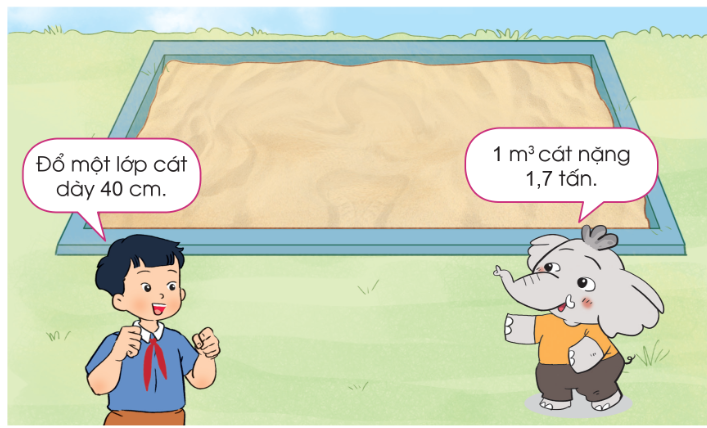 Đổ một lớp cát
dày 40 cm.
1 m³ cát nặng
1,7 tấn.